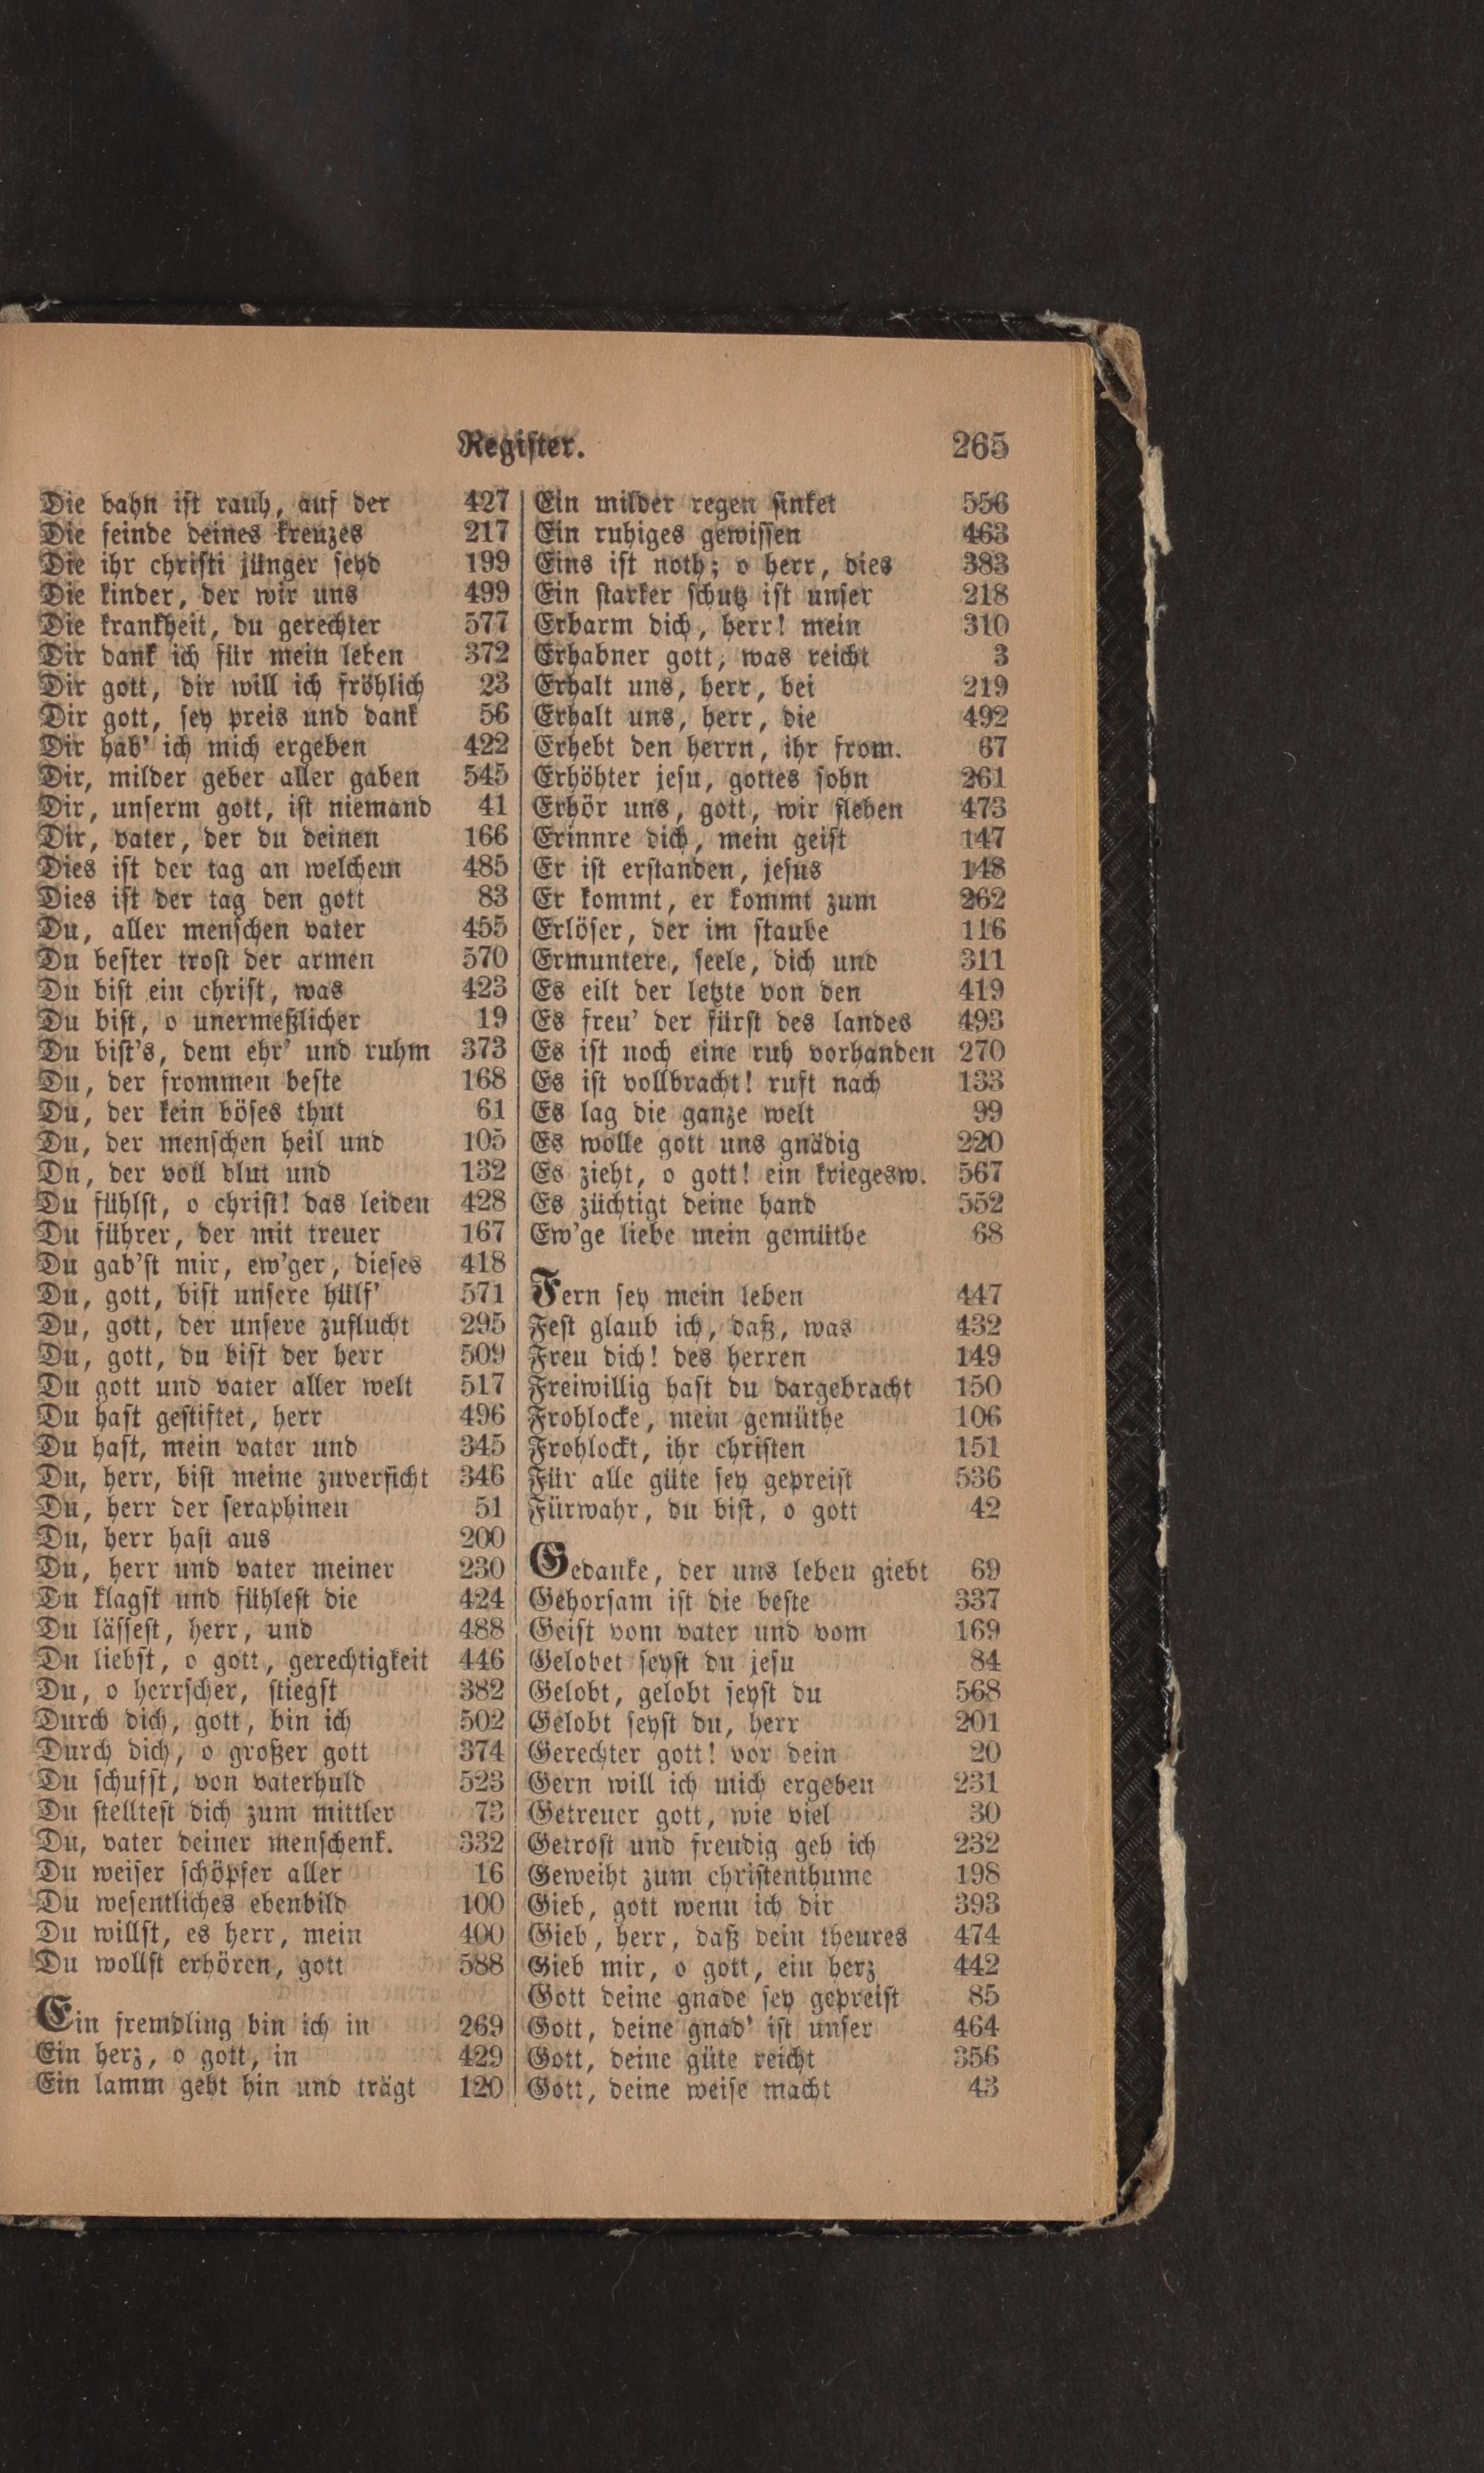 Register.
265
Die bahn ist rauh, auf der 427
Die feinde deines kreuzes 217
Die ihr christi jünger seyd 199
Die kinder, der wir uns 499
Die krankheit, du gerechter 577
Dir dank ich für mein leben 372
Dir gott, dir will ich fröhlich 23
Dir gott, sey preis und dank 56
Dir hab' ich mich ergeben 422
Dir, milder geber aller gaben 545
Dir, unserm gott, ist niemand 41
Dir, vater, der du deinen 166
Dies ist der tag an welchem 485
Dies ist der tag den gott 83
Du, aller menschen vater 455
Du bester trost der armen 570
Du bist ein christ, was 423
Du bist, o unermeßlicher 19
Du bist's, dem ehr' und ruhm 373
Du, der frommen beste 168
Du, der kein böses thut 61
Du, der menschen heil und 105
Du, der voll blut und 132
Du fühlst, o christ! das leiden 428
Du führer, der mit treuer 167
Du gab'st mir, ew'ger, dieses 418
Du, gott, bist unsere hülf' 571
Du, gott, der unsere zuflucht 295
Du, gott, du bist der herr 509
Du gott und vater aller welt 517
Du hast gestiftet, herr 496
Du hast, mein vater und 345
Du, herr, bist meine zuversicht 346
Du, herr der seraphinen 51
Du, herr hast aus 200
Du, herr und vater meiner 230
Du klagst und fühlest die 424
Du lässest, herr, und 488
Du liebst, o gott, gerechtigkeit 446
Du, o herrscher, stiegst 382
Durch dich, gott, bin ich 502
Durch dich, o großer gott 374
Du schufst, von vaterhuld 523
Du stelltest dich zum mittler 73
Du, vater deiner menschenk. 332
Du weiser schöpfer aller 16
Du wesentliches ebenbild 100
Du willst, es herr, mein 400
Du wollst erhören, gott 588
Ein fremdling bin ich in 269
Ein herz, o gott, in 429
Ein lamm geht hin und trägt 120
Ein milder regen sinket 556
Ein ruhiges gewissen 463
Eins ist noth; o herr, dies 383
Ein starker schutz ist unser 218
Erbarm dich, herr! mein 310
Erhabner gott, was reicht 3
Erhalt uns, herr, bei 219
Erhalt uns, herr, die 492
Erhebt den herrn, ihr from. 67
Erhöhter jesu, gottes sohn 261
Erhör uns, gott, wir flehen 473
Erinnre dich, mein geist 147
Er ist erstanden, jesus 148
Er kommt, er kommt zum 262
Erlöser, der im staube 116
Ermuntere, seele, dich und 311
Es eilt der letzte von den 419
Es freu' der fürst des landes 493
Es ist noch eine ruh vorhanden 270
Es ist vollbracht! ruft nach 133
Es lag die ganze welt 99
Es wolle gott uns gnädig 220
Es zieht, o gott! ein kriegesw. 567
Es züchtigt deine hand 552
Ew'ge liebe mein gemüthe 68
Fern sey mein leben 447
Fest glaub ich, daß, was 432
Freu dich! des herren 149
Freiwillig hast du dargebracht 150
Frohlocke, mein gemüthe 106
Frohlockt, ihr christen 151
Für alle güte sey gepreist 536
Fürwahr, du bist, o gott 42
Gedanke, der uns leben giebt 69
Gehorsam ist die beste 337
Geist vom vater und vom 169
Gelobet seyst du jesu 84
Gelobt, gelobt seyst du 568
Gelobt seyst du, herr 201
Gerechter gott! vor dein 20
Gern will ich mich ergeben 231
Getreuer gott, wie viel 30
Getrost und freudig geh ich 232
Geweiht zum christenthume 198
Gieb, gott wenn ich dir 393
Gieb, herr, daß dein theures 474
Gieb mir, o gott, ein herz 442
Gott deine gnade sey gepreist 85
Gott, deine gnad' ist unser 464
Gott, deine güte reicht 356
Gott, deine weise macht 43